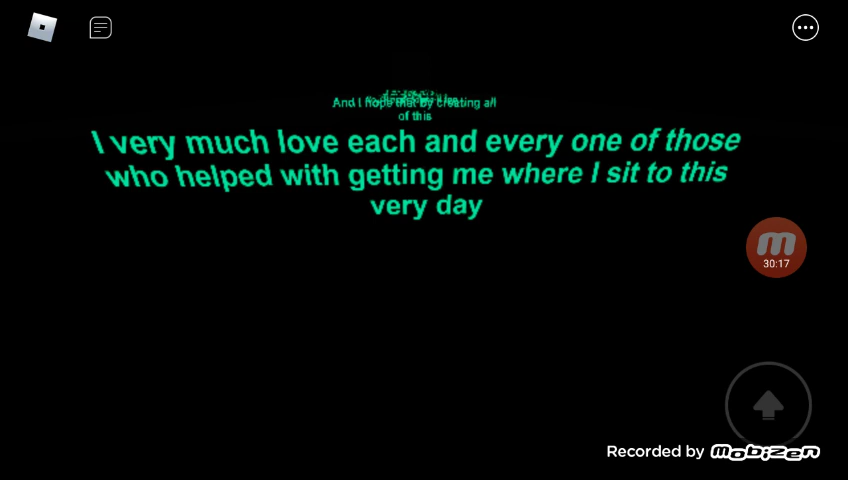 And I hope that by creating all
of this
I very much love each and every one of those
who helped with getting me where I sit to this
very day
30:17
Recorded by mobizen